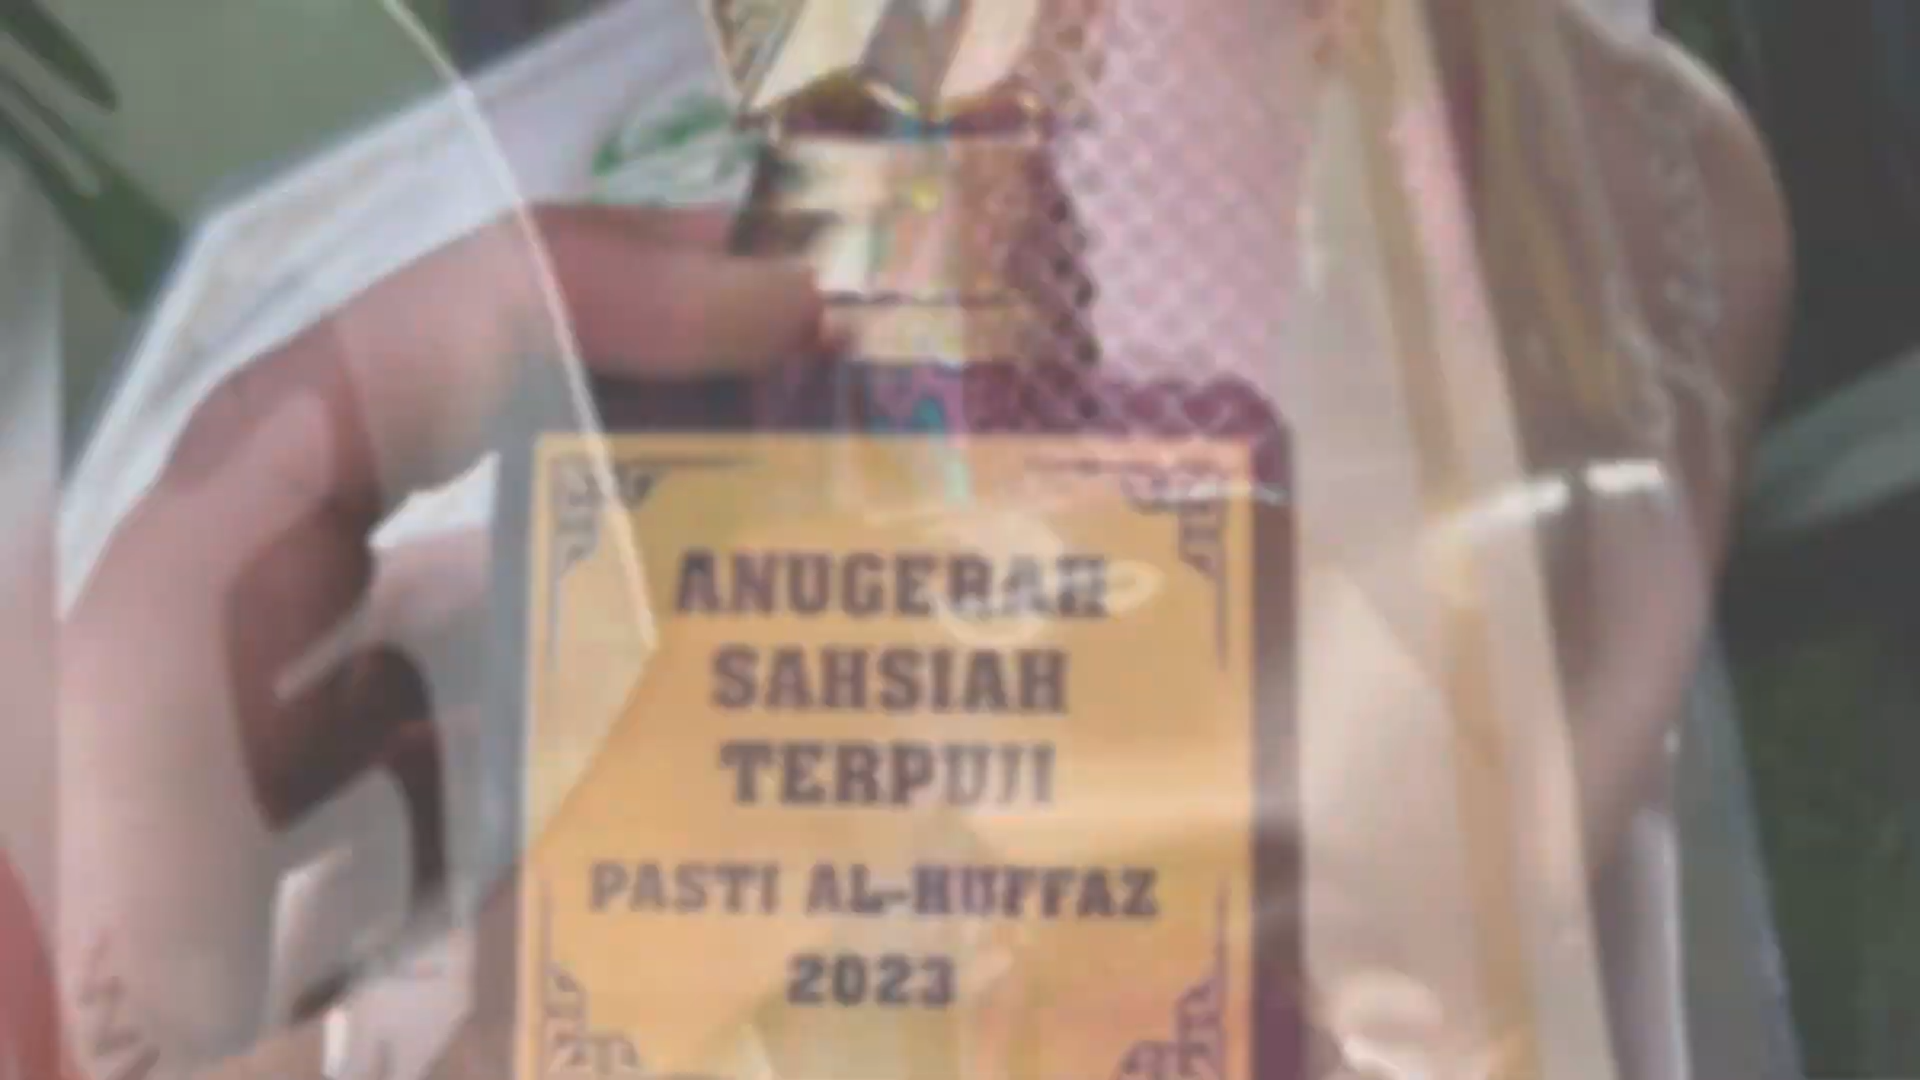 ANUGERAH
SAHSIAH
TERPUJI
PASTI AL-HUFFAZ
2023